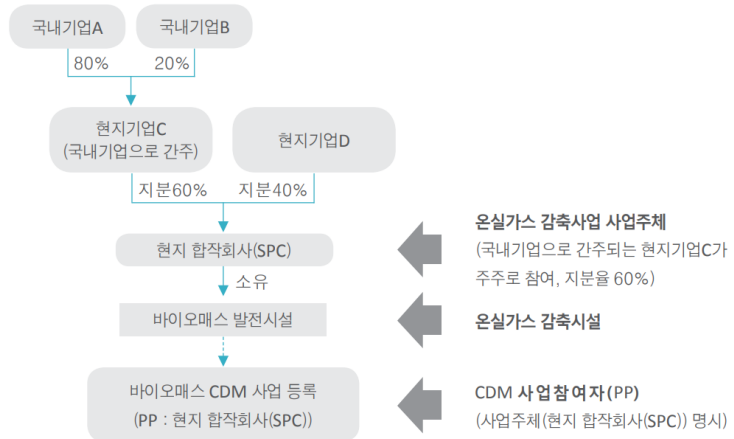 국내기업A
국내기업B
80%
20%
현지기업C
(국내기업으로 간주)
현지기업D
지분60%
지분40%
현지 합작회사(SPC)
온실가스 감축사업 사업주체
(국내기업으로 간주되는 현지기업C가
주주로 참여, 지분율 60%)
소유
바이오매스 발전시설
온실가스 감축시설
바이오매스 CDM 사업 등록
(PP : 현지 합작회사(SPC))
CDM 사업참여자(PP)
(사업주체(현지 합작회사(SPC)) 명시)